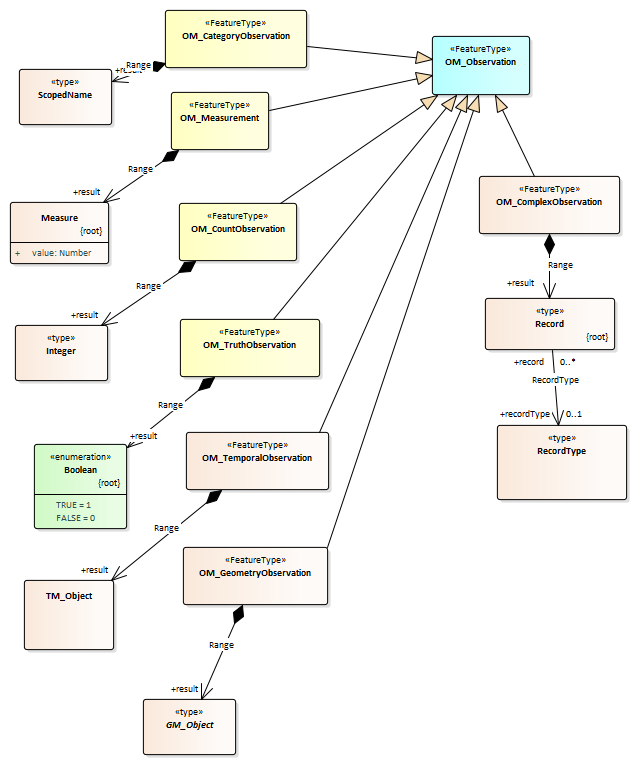 «FeatureType»
OM_CategoryObservation
«FeatureType»
OM_Observation
Range
+result
«type»
ScopedName
«FeatureType»
OM_Measurement
Range
+result
Measure
{root}
+ value: Number
«FeatureType»
OM_ComplexObservation
Range
+result
«FeatureType»
OM_CountObservation
Range
+result
«type»
Integer
«type»
Record
{root}
+record 0..*
RecordType
+recordType 0..1
«type»
RecordType
«FeatureType»
OM_TruthObservation
Range
+result
«enumeration»
Boolean
{root}
TRUE = 1
FALSE = 0
«FeatureType»
OM_TemporalObservation
Range
+result
TM_Object
«FeatureType»
OM_GeometryObservation
Range
+result
«type»
GM_Object